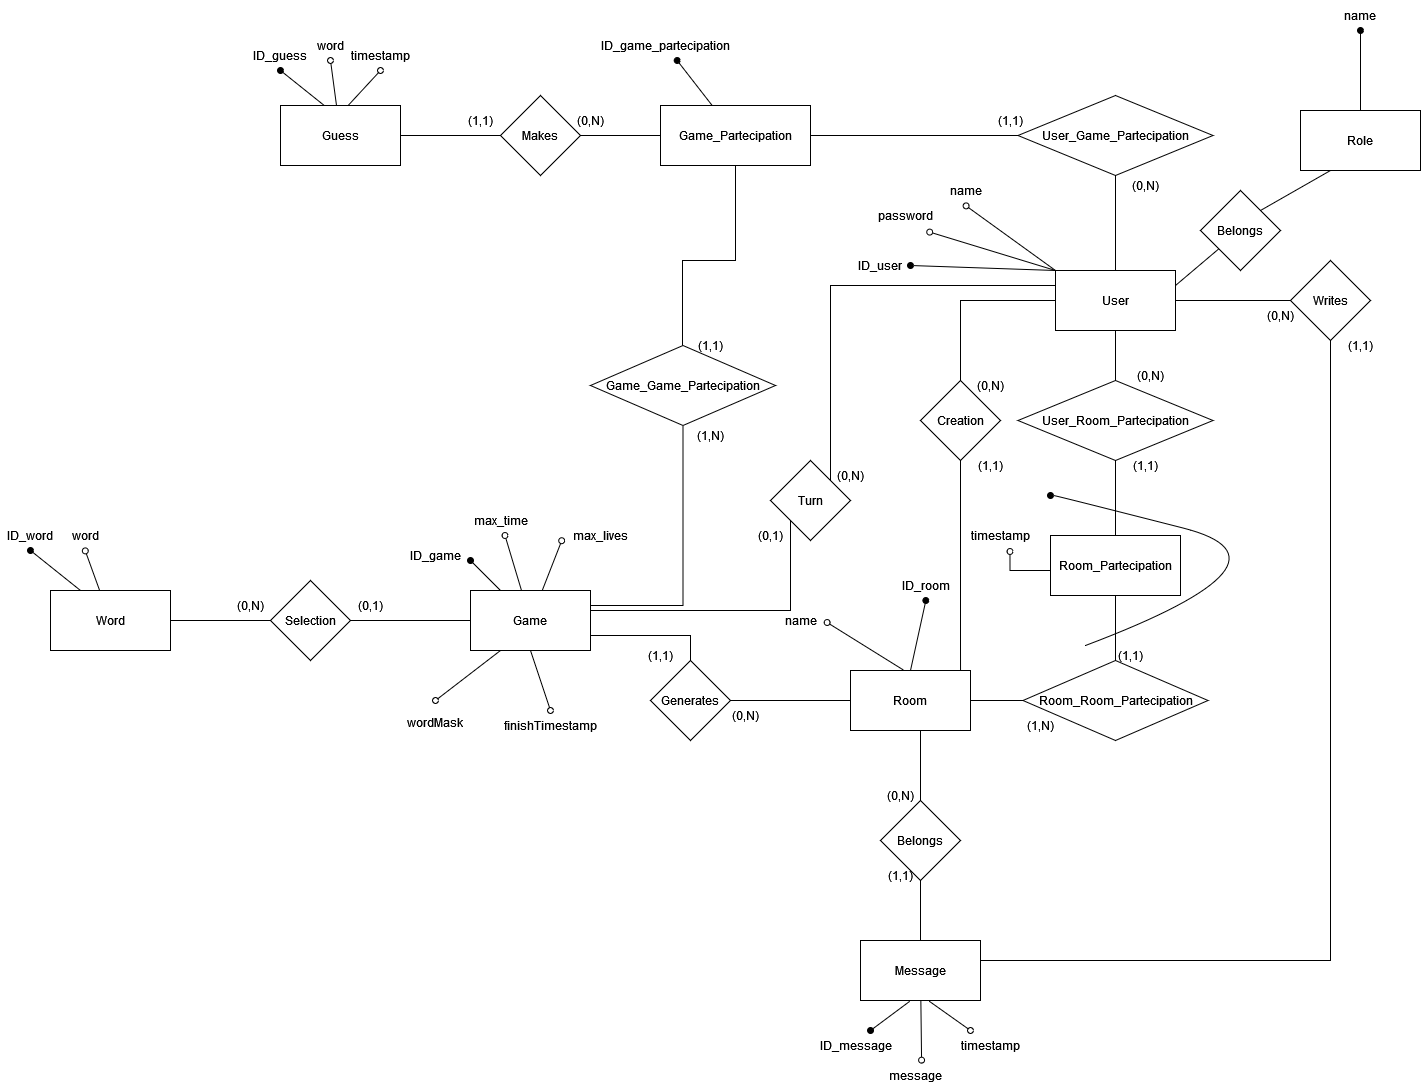 name
word
ID_guess
timestamp
ID_game_partecipation
(1,1)
(0,N)
(1,1)
Guess
Makes
Game_Partecipation
User_Game_Partecipation
Role
(0,N)
name
password
Belongs
ID_user
User
Writes
(0,N)
(1,1)
(1,1)
(0,N)
(0,N)
Game_Game_Partecipation
Creation
User_Room_Partecipation
(1,N)
(1,1)
(1,1)
(0,N)
Turn
max_time
ID_word
word
max_lives
(0,1)
timestamp
ID_game
Room_Partecipation
ID_room
(0,N)
(0,1)
Word
Selection
Game
name
(1,1)
(1,1)
Generates
Room
Room_Room_Partecipation
(0,N)
(1,N)
wordMask
finishTimestamp
(0,N)
Belongs
(1,1)
Message
ID_message
timestamp
message